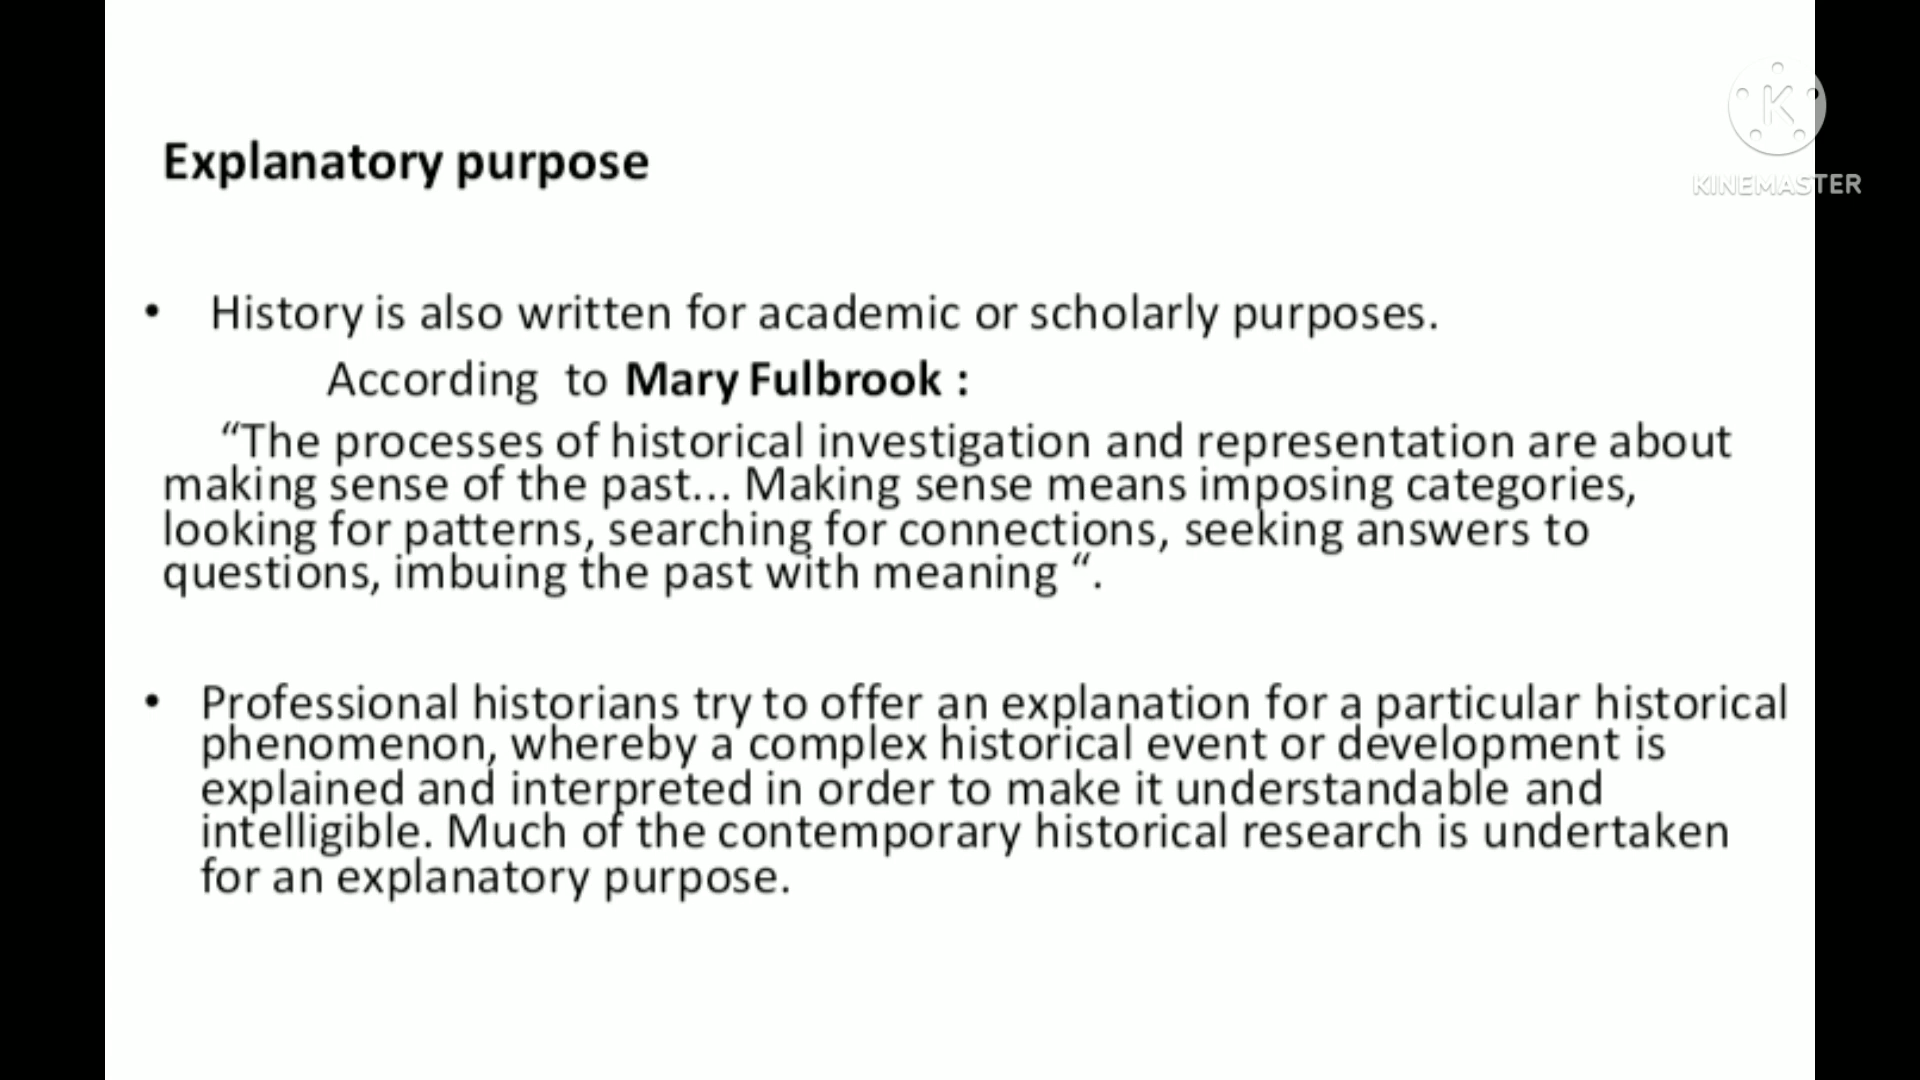 K
KINEMASTER
Explanatory purpose
• History is also written for academic or scholarly purposes.
According to Mary Fulbrook :
“The processes of historical investigation and representation are about
making sense of the past... Making sense means imposing categories,
looking for patterns, searching for connections, seeking answers to
questions, imbuing the past with meaning “.
• Professional historians try to offer an explanation for a particular historical
phenomenon, whereby a complex historical event or development is
explained and interpreted in order to make it understandable and
intelligible. Much of the contemporary historical research is undertaken
for an explanatory purpose.